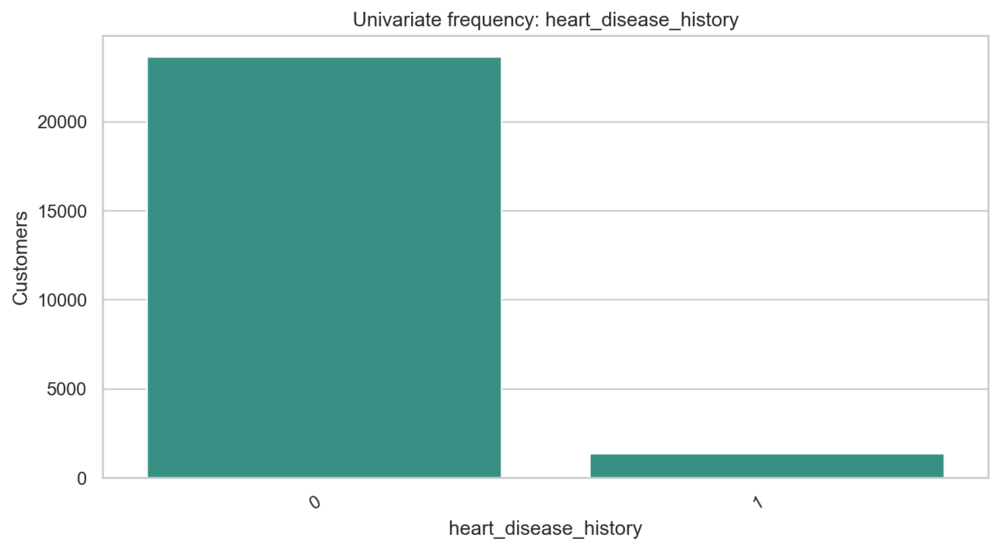 Univariate frequency: heart_disease_history
Customers
20000
15000
10000
5000
0
0
1
heart_disease_history